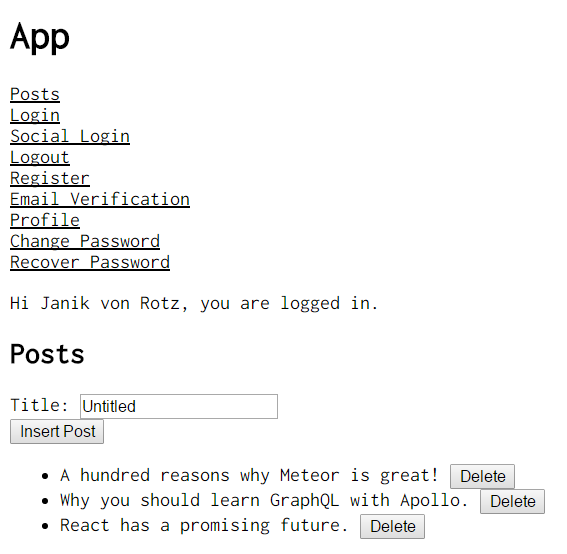 App
Posts
Login
Social Login
Logout
Register
Email Verification
Profile
Change Password
Recover Password
Hi Janik von Rotz, you are logged in.
Posts
Title: Untitled
Insert Post
A hundred reasons why Meteor is great! Delete
Why you should learn GraphQL with Apollo. Delete
React has a promising future. Delete